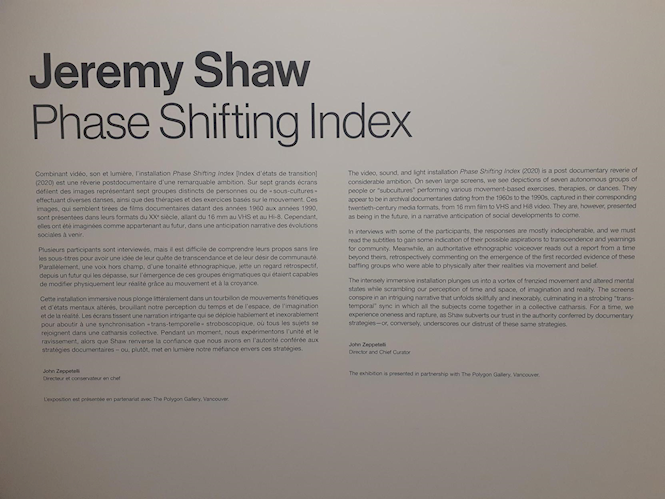 Jeremy Shaw
Phase Shifting Index
Combinant vidéo, son et lumière, l'installation Phase Shifting Index [Index d'états de transition]
(2020) est une rêverie postdocumentaire d'une remarquable ambition. Sur sept grands écrans
défilent des images représentant sept groupes distincts de personnes ou de « sous-cultures »
effectuant diverses danses, ainsi que des thérapies et des exercices basés sur le mouvement. Ces
images, qui semblent tirées de films documentaires datant des années 1960 aux années 1990,
sont présentées dans leurs formats du XXe siècle, allant du 16 mm au VHS et au Hi-8. Cependant,
elles ont été imaginées comme appartenant au futur, dans une anticipation narrative des évolutions
sociales à venir.
Plusieurs participants sont interviewés, mais il est difficile de comprendre leurs propos sans lire
les sous-titres pour avoir une idée de leur quête de transcendance et de leur désir de communauté.
Parallèlement, une voix hors champ, d'une tonalité ethnographique, jette un regard rétrospectif,
depuis un futur qui les dépasse, sur l'émergence de ces groupes énigmatiques qui étaient capables
de modifier physiquement leur réalité grâce au mouvement et à la croyance.
Cette installation immersive nous plonge littéralement dans un tourbillon de mouvements frénétiques
et d'états mentaux altérés, brouillant notre perception du temps et de l'espace, de l'imagination
et de la réalité. Les écrans tissent une narration intrigante qui se déploie habilement et inexorablement
pour aboutir à une synchronisation « trans-temporelle » stroboscopique, où tous les sujets se
rejoignent dans une catharsis collective. Pendant un moment, nous expérimentons l'unité et le
ravissement, alors que Shaw renverse la confiance que nous avons en l'autorité conférée aux
stratégies documentaires – ou, plutôt, met en lumière notre méfiance envers ces stratégies.
John Zeppetelli
Directeur et conservateur en chef
L'exposition est présentée en partenariat avec The Polygon Gallery, Vancouver.
The video, sound, and light installation Phase Shifting Index (2020) is a post documentary reverie of
considerable ambition. On seven large screens, we see depictions of seven autonomous groups of
people or "subcultures" performing various movement-based exercises, therapies, or dances. They
appear to be in archival documentaries dating from the 1960s to the 1990s, captured in their corresponding
twentieth-century media formats, from 16 mm film to VHS and Hi8 video. They are, however, presented
as being in the future, in a narrative anticipation of social developments to come.
In interviews with some of the participants, the responses are mostly indecipherable, and we must
read the subtitles to gain some indication of their possible aspirations to transcendence and yearnings
for community. Meanwhile, an authoritative ethnographic voiceover reads out a report from a time
beyond theirs, retrospectively commenting on the emergence of the first recorded evidence of these
baffling groups who were able to physically alter their realities via movement and belief.
The intensely immersive installation plunges us into a vortex of frenzied movement and altered mental
states while scrambling our perception of time and space, of imagination and reality. The screens
conspire in an intriguing narrative that unfolds skilfully and inexorably, culminating in a strobing "trans-
temporal" sync in which all the subjects come together in a collective catharsis. For a time, we
experience oneness and rapture, as Shaw subverts our trust in the authority conferred by documentary
strategies—or, conversely, underscores our distrust of these same strategies.
John Zeppetelli
Director and Chief Curator
The exhibition is presented in partnership with The Polygon Gallery, Vancouver.